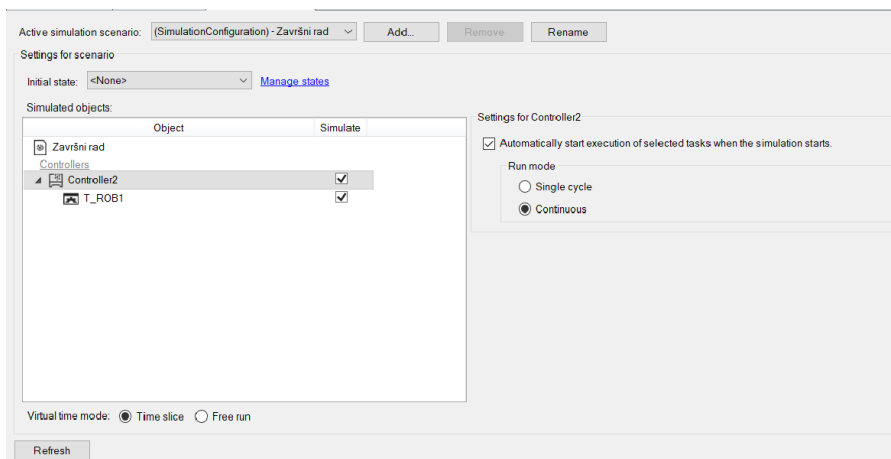 Active simulation scenario: (SimulationConfiguration) - Završni rad Add... Remove Rename
Settings for scenario
Initial state: <None> Manage states
Simulated objects:
Object Simulate
Završni rad
Controllers
Controller2
T_ROB1
Settings for Controller2
Automatically start execution of selected tasks when the simulation starts.
Run mode
Single cycle
Continuous
Virtual time mode: Time slice Free run
Refresh